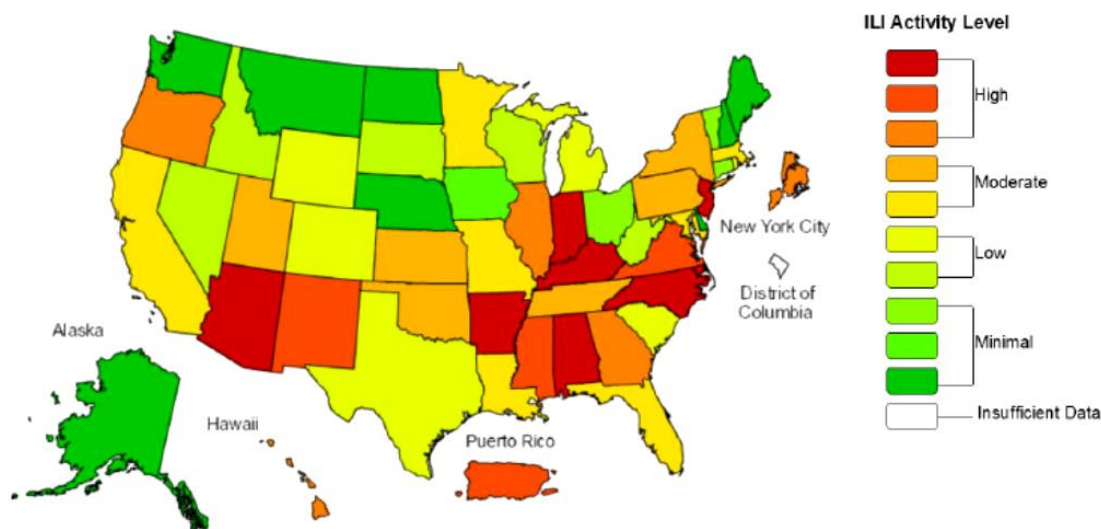 ILI Activity Level
High
Moderate
New York City
Low
District of
Columbia
Alaska
Minimal
Hawaii
Puerto Rico
Insufficient Data